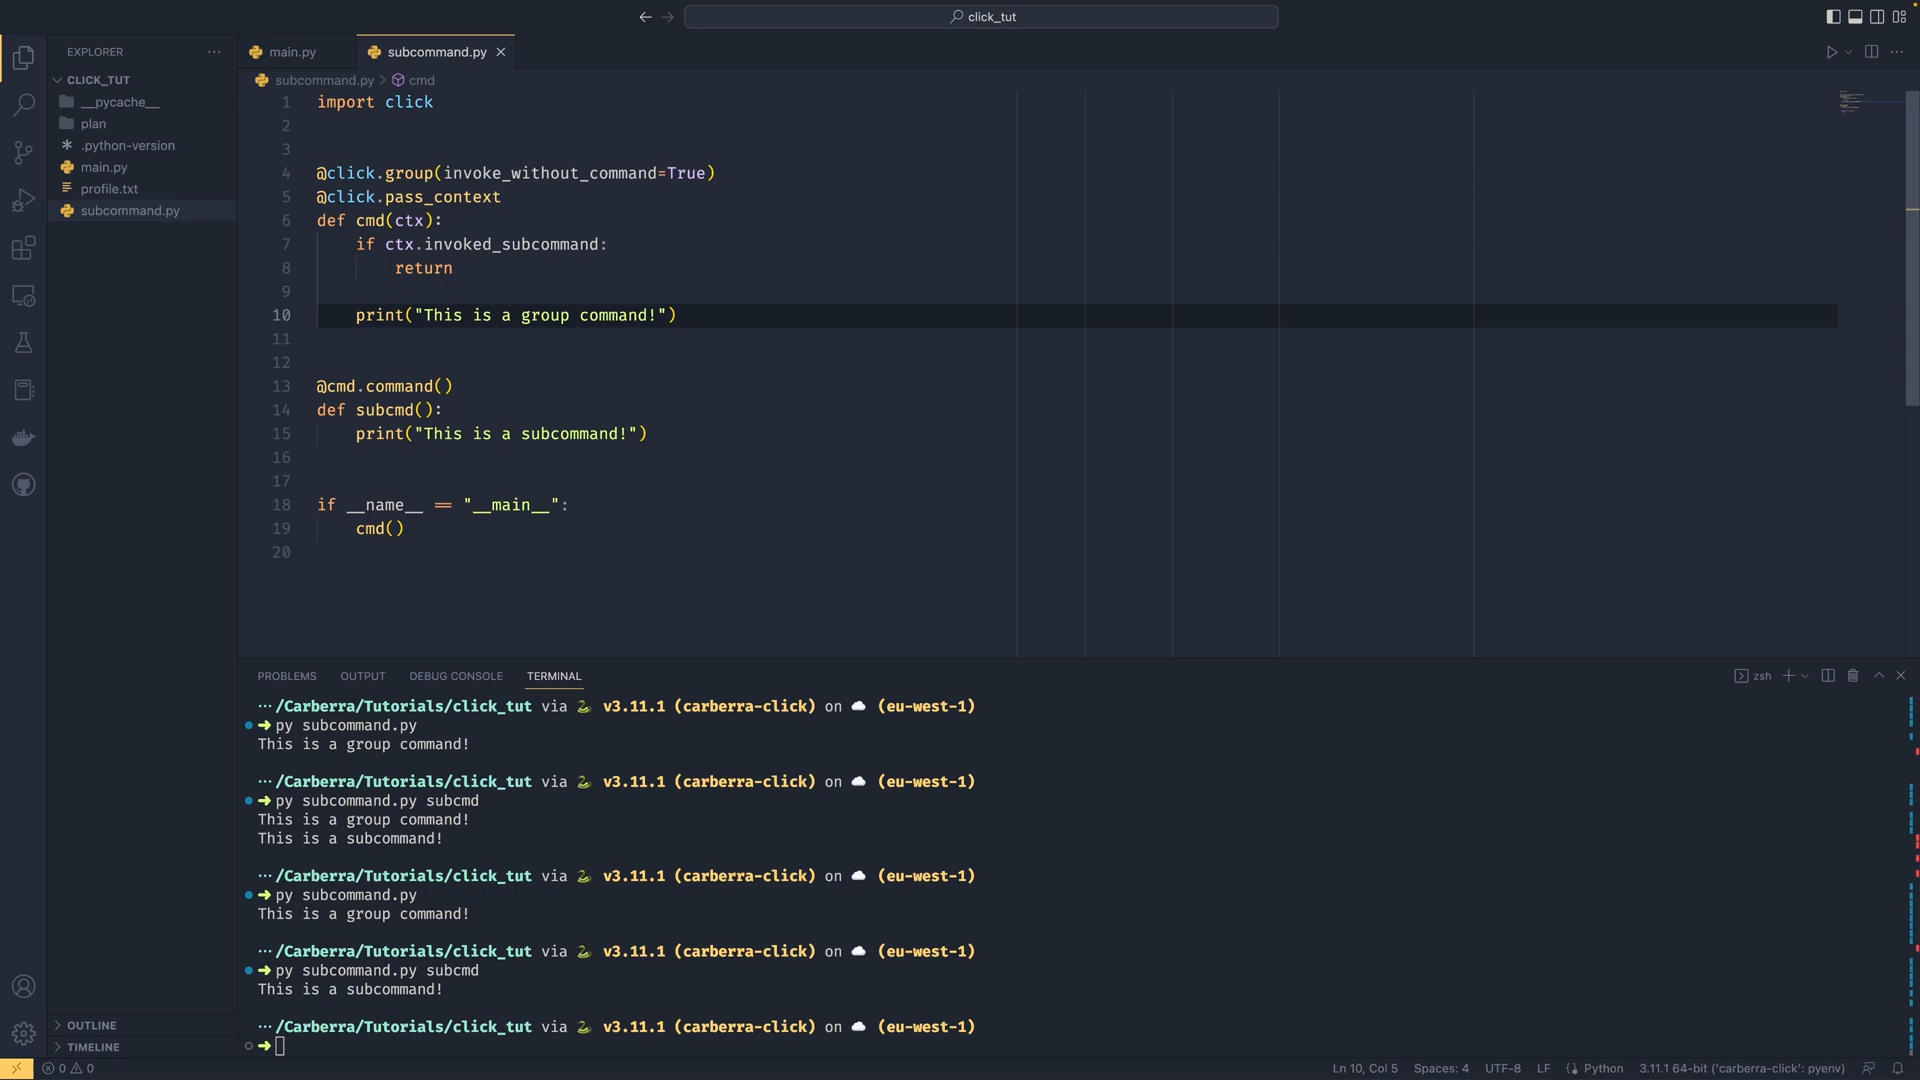 click_tut
EXPLORER
CLICK_TUT
__pycache__
plan
.python-version
main.py
profile.txt
subcommand.py
OUTLINE
TIMELINE
main.py
subcommand.py
subcommand.py > cmd
1 import click
2
3
4 @click.group(invoke_without_command=True)
5 @click.pass_context
6 def cmd(ctx):
7 if ctx.invoked_subcommand:
8 return
9
10 print("This is a group command!")
11
12
13 @cmd.command()
14 def subcmd():
15 print("This is a subcommand!")
16
17
18 if __name__ == "__main__":
19 cmd()
20
PROBLEMS OUTPUT DEBUG CONSOLE TERMINAL
zsh
···/Carberra/Tutorials/click_tut via 🐍 v3.11.1 (carberra-click) on ☁️ (eu-west-1)
➜ py subcommand.py
This is a group command!
···/Carberra/Tutorials/click_tut via 🐍 v3.11.1 (carberra-click) on ☁️ (eu-west-1)
➜ py subcommand.py subcmd
This is a group command!
This is a subcommand!
···/Carberra/Tutorials/click_tut via 🐍 v3.11.1 (carberra-click) on ☁️ (eu-west-1)
➜ py subcommand.py
This is a group command!
···/Carberra/Tutorials/click_tut via 🐍 v3.11.1 (carberra-click) on ☁️ (eu-west-1)
➜ py subcommand.py subcmd
This is a subcommand!
···/Carberra/Tutorials/click_tut via 🐍 v3.11.1 (carberra-click) on ☁️ (eu-west-1)
➜
0 0
Ln 10, Col 5 Spaces: 4 UTF-8 LF Python 3.11.1 64-bit ('carberra-click': pyenv)